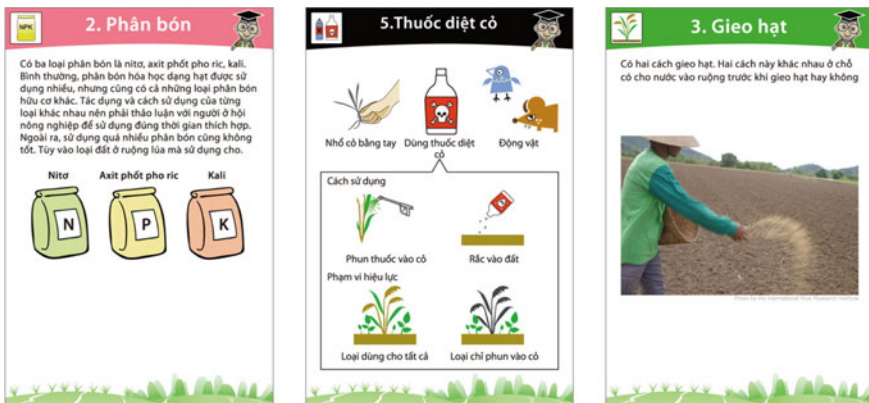 NPK
2. Phân bón
Có ba loại phân bón là nitơ, axit phốt pho ric, kali.
Bình thường, phân bón hóa học dạng hạt được sử
dụng nhiều, nhưng cũng có cả những loại phân bón
hữu cơ khác. Tác dụng và cách sử dụng của từng
loại khác nhau nên phải thảo luận với người ở hội
nông nghiệp để sử dụng đúng thời gian thích hợp.
Ngoài ra, sử dụng quá nhiều phân bón cũng không
tốt. Tùy vào loại đất ở ruộng lúa mà sử dụng cho.
Nitơ Axit phốt pho ric Kali
N P K
5.Thuốc diệt cỏ
Nhổ cỏ bằng tay Dùng thuốc diệt Động vật
cỏ
Cách sử dụng
Phun thuốc vào cỏ Rắc vào đất
Phạm vi hiệu lực
Loại dùng cho tất cả Loại chỉ phun vào cỏ
3. Gieo hạt
Có hai cách gieo hạt. Hai cách này khác nhau ở chỗ
có cho nước vào ruộng trước khi gieo hạt hay không
Photo by the International Rice Research Institute